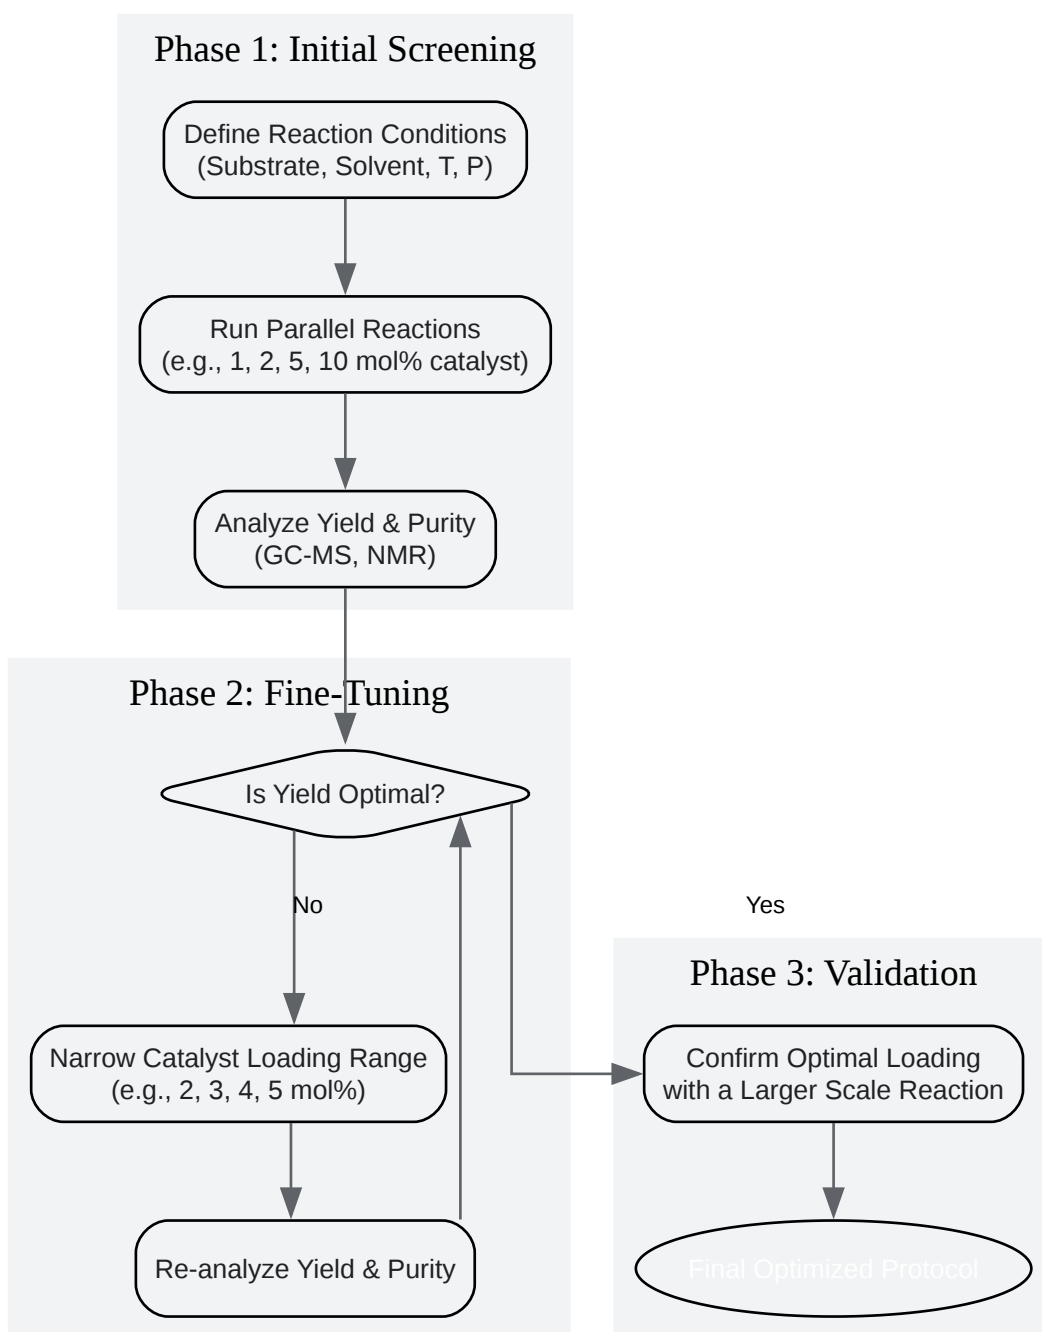 Phase 1: Initial Screening
Define Reaction Conditions
(Substrate, Solvent, T, P)
Run Parallel Reactions
(e.g., 1, 2, 5, 10 mol% catalyst)
Analyze Yield & Purity
(GC-MS, NMR)
Phase 2: Fine-Tuning
Is Yield Optimal?
No
Narrow Catalyst Loading Range
(e.g., 2, 3, 4, 5 mol%)
Re-analyze Yield & Purity
Yes
Phase 3: Validation
Confirm Optimal Loading
with a Larger Scale Reaction
Final Optimized Protocol